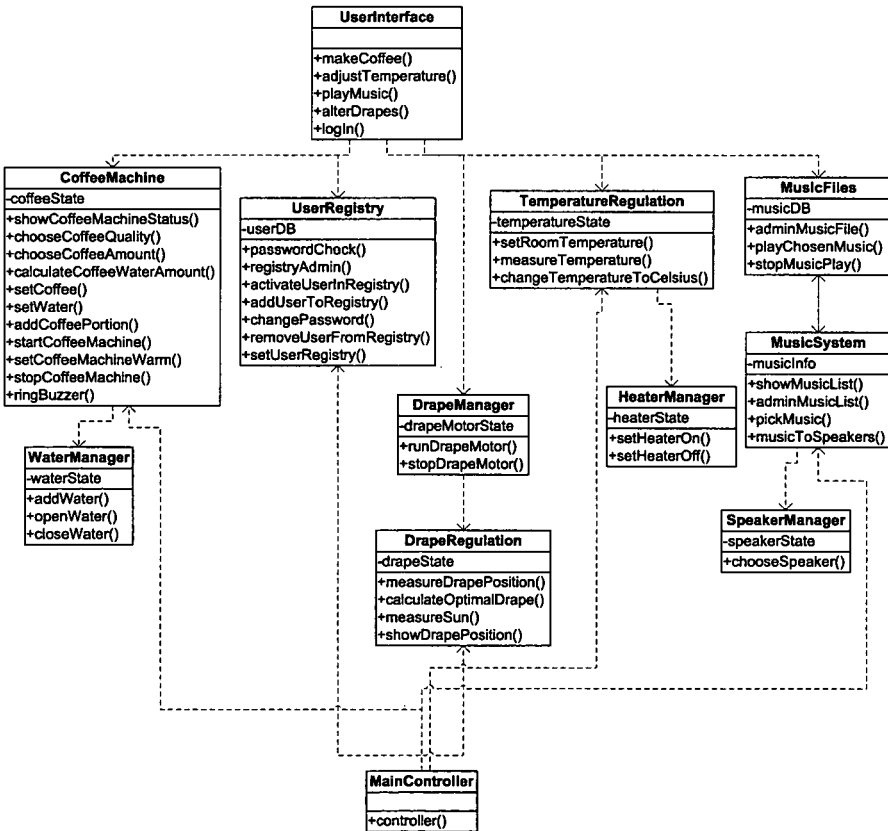 UserInterface
+makeCoffee()
+adjustTemperature()
+playMusic()
+alterDrapes()
+logIn()
CoffeeMachine
-coffeeState
+showCoffeeMachineStatus()
+chooseCoffeeQuality()
+chooseCoffeeAmount()
+calculateCoffeeWaterAmount()
+setCoffee()
+setWater()
+addCoffeePortion()
+startCoffeeMachine()
+setCoffeeMachineWarm()
+stopCoffeeMachine()
+ringBuzzer()
UserRegistry
-userDB
+passwordCheck()
+registryAdmin()
+activateUserInRegistry()
+addUserToRegistry()
+changePassword()
+removeUserFromRegistry()
+setUserRegistry()
TemperatureRegulation
-temperatureState
+setRoomTemperature()
+measureTemperature()
+changeTemperatureToCelsius()
MusicFiles
-musicDB
+adminMusicFile()
+playChosenMusic()
+stopMusicPlay()
MusicSystem
-musicInfo
+showMusicList()
+adminMusicList()
+pickMusic()
+musicToSpeakers()
DrapeManager
-drapeMotorState
+runDrapeMotor()
+stopDrapeMotor()
HeaterManager
-heaterState
+setHeaterOn()
+setHeaterOff()
WaterManager
-waterState
+addWater()
+openWater()
+closeWater()
DrapeRegulation
-drapeState
+measureDrapePosition()
+calculateOptimalDrape()
+measureSun()
+showDrapePosition()
SpeakerManager
-speakerState
+chooseSpeaker()
MainController
+controller()